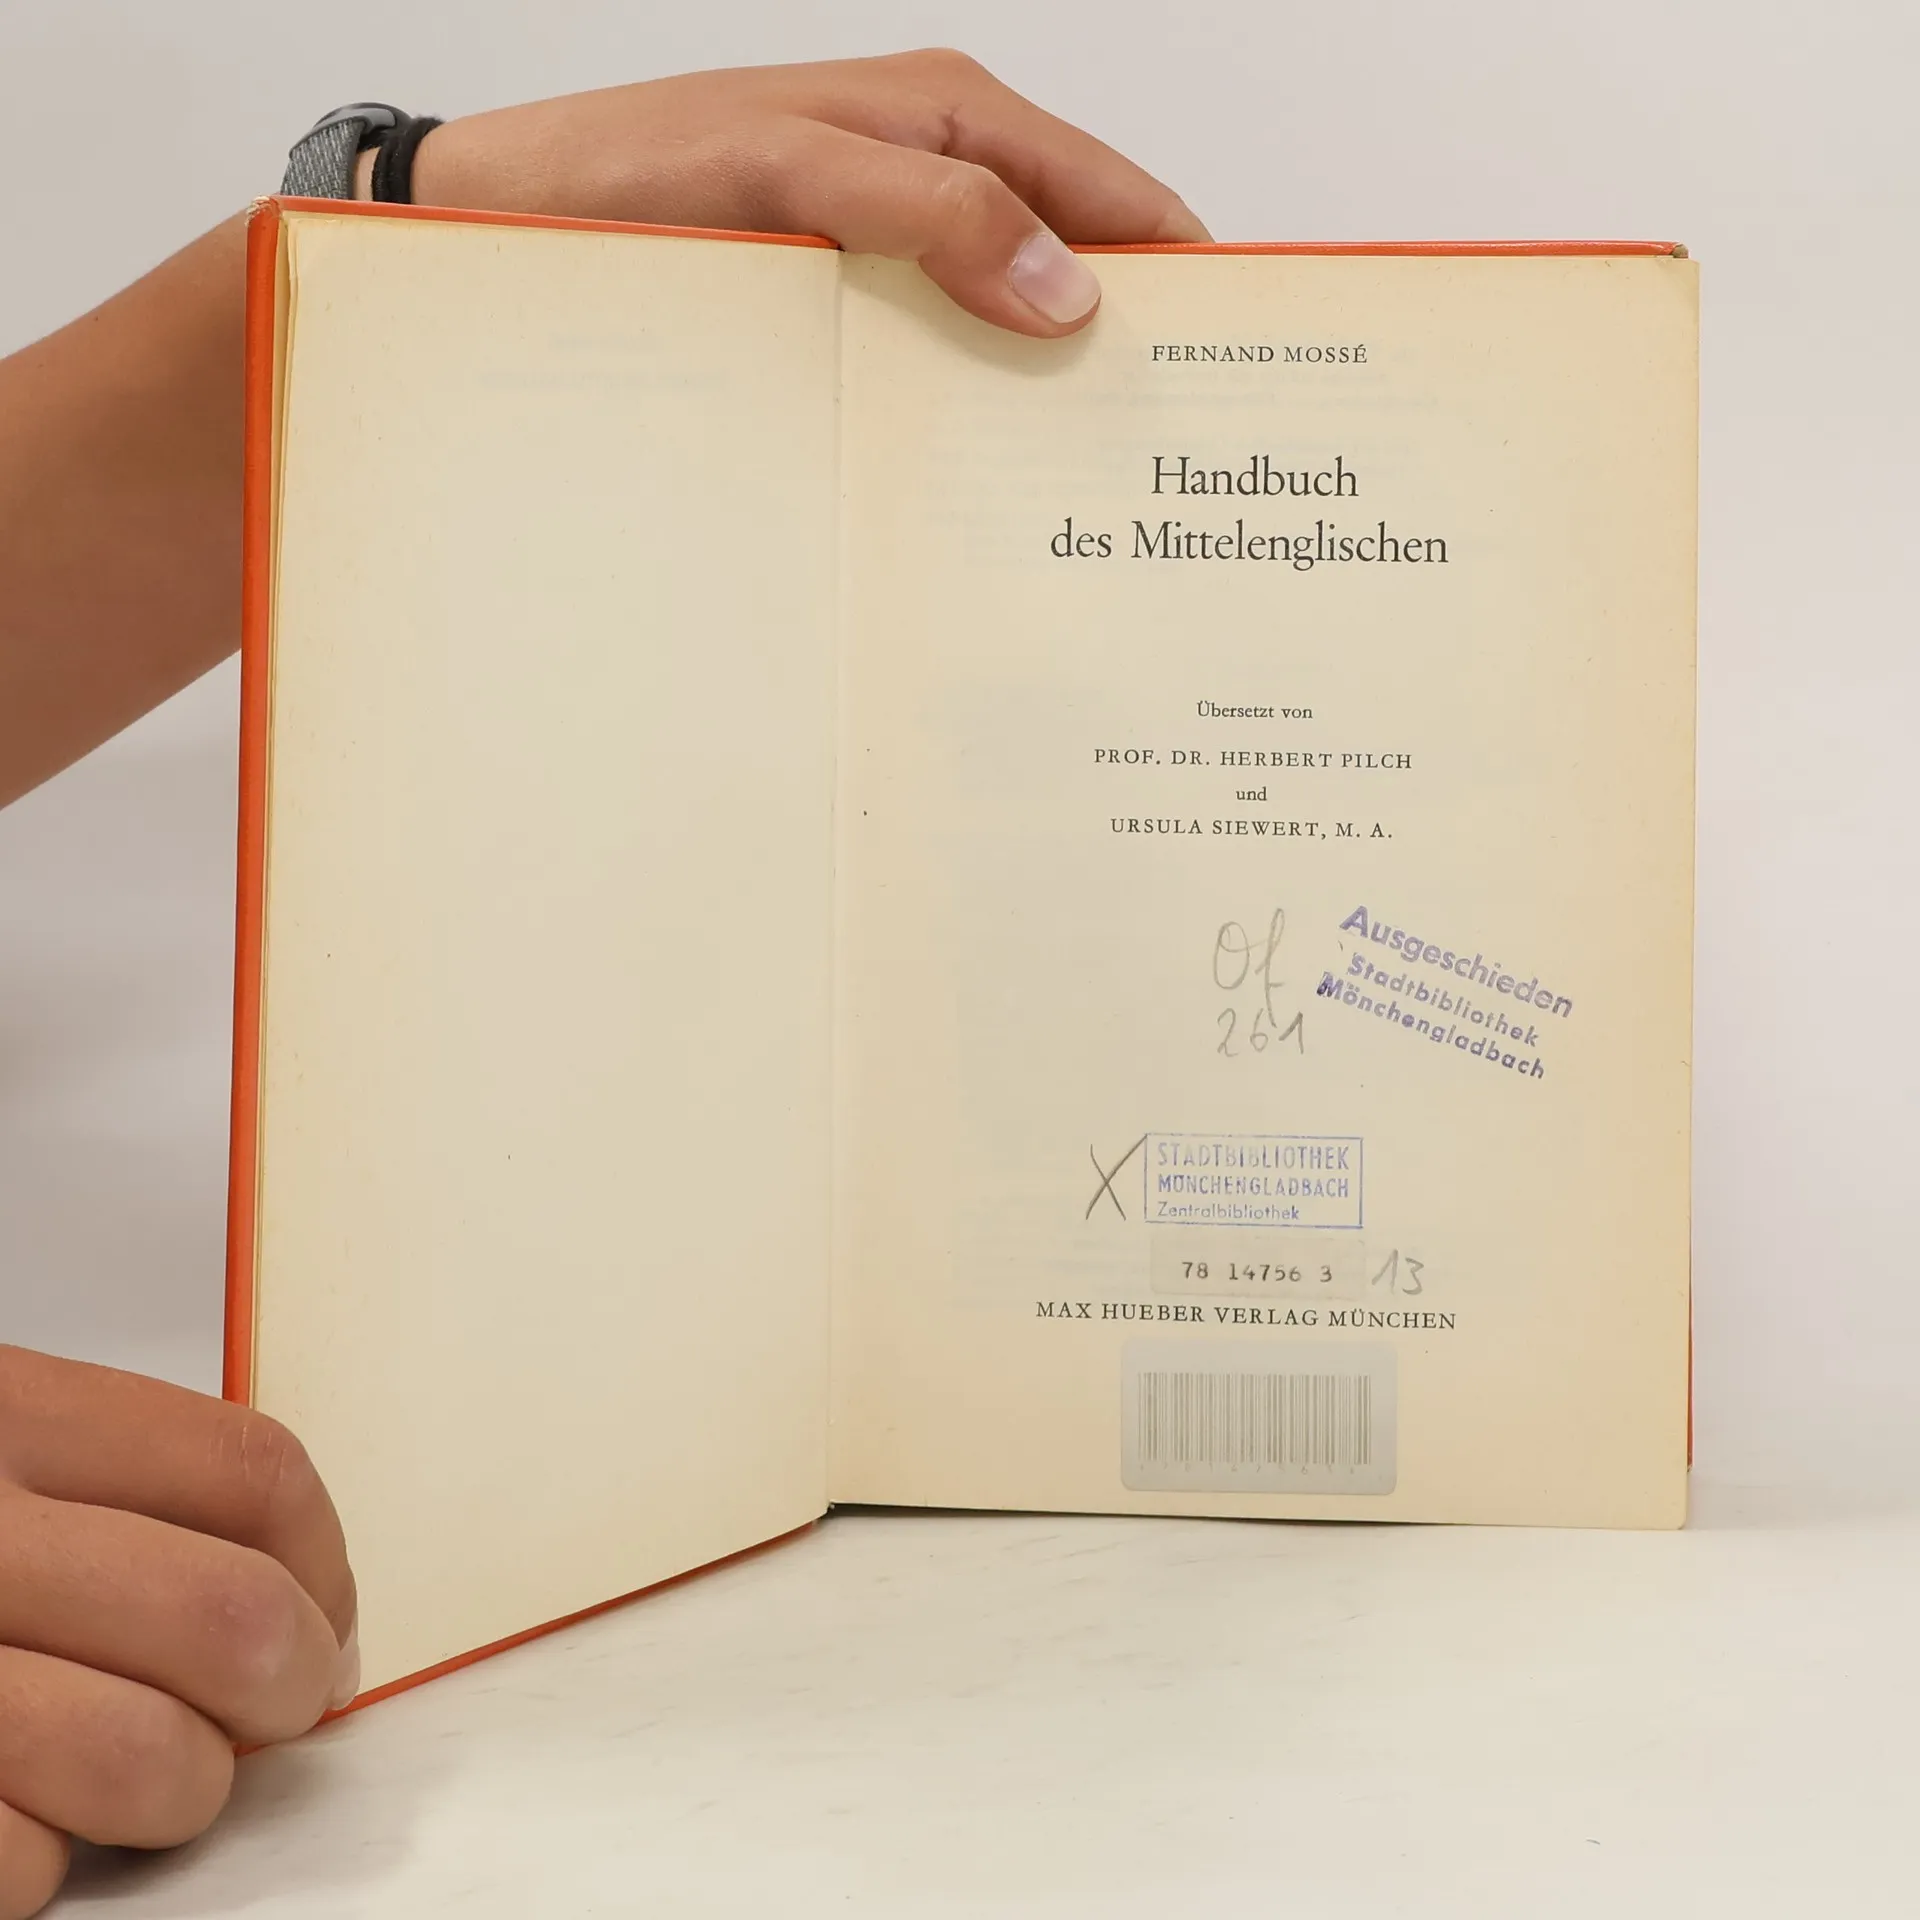 FERNAND MOSSÉ
Handbuch
des Mittelenglischen
Übersetzt von
PROF. DR. HERBERT PILCH
und
URSULA SIEWERT, M. A.
Of
261
Ausgeschieden
Stadtbibliothek
Mönchengladbach
X
STADTBIBLIOTHEK
MÖNCHENGLADBACH
Zentralbibliothek
78 14756 3
13
MAX HUEBER VERLAG MÜNCHEN